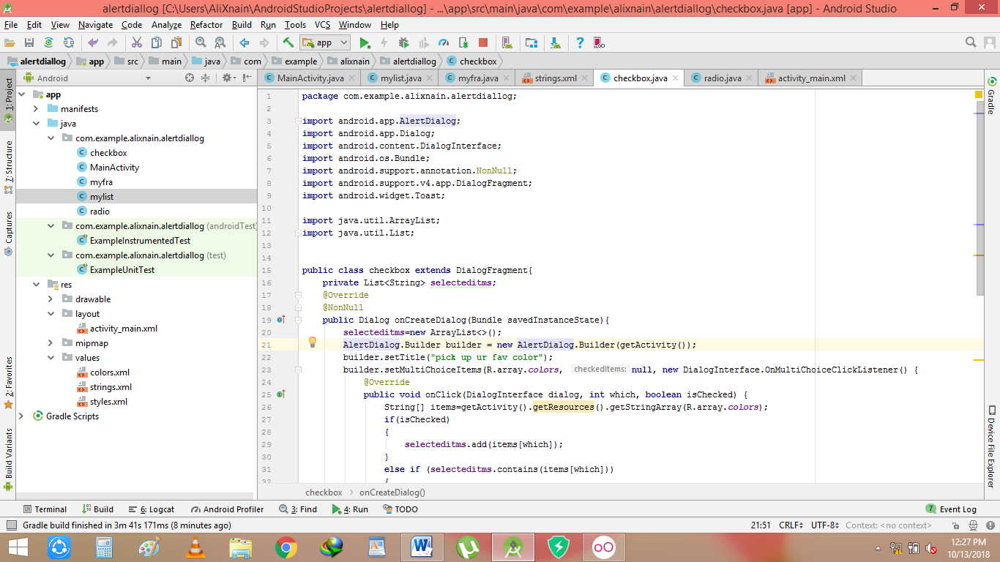 alertdiallog [C:\Users\AliXnain\AndroidStudioProjects\alertdiallog] - ...\app\src\main\java\com\example\alixnain\alertdiallog\checkbox.java [app] - Android Studio
File Edit View Navigate Code Analyze Refactor Build Run Tools VCS Window Help
app
alertdiallog app src main java com example alixnain alertdiallog checkbox
Android
MainActivity.java mylist.java myfra.java strings.xml checkbox.java radio.java activity_main.xml
1: Project
7: Structure
Captures
2: Favorites
Build Variants
app
manifests
java
com.example.alixnain.alertdiallog
checkbox
MainActivity
myfra
mylist
radio
com.example.alixnain.alertdiallog (androidTest)
ExampleInstrumentedTest
com.example.alixnain.alertdiallog (test)
ExampleUnitTest
res
drawable
layout
activity_main.xml
mipmap
values
colors.xml
strings.xml
styles.xml
Gradle Scripts
1 package com.example.alixnain.alertdiallog;
2
3 import android.app.AlertDialog;
4 import android.app.Dialog;
5 import android.content.DialogInterface;
6 import android.os.Bundle;
7 import android.support.annotation.NonNull;
8 import android.support.v4.app.DialogFragment;
9 import android.widget.Toast;
10
11 import java.util.ArrayList;
12 import java.util.List;
13
14
15 public class checkbox extends DialogFragment{
16 private List<String> selecteditms;
17 @Override
18 @NonNull
19 public Dialog onCreateDialog(Bundle savedInstanceState){
20 selecteditms=new ArrayList<>();
21 AlertDialog.Builder builder = new AlertDialog.Builder(getActivity());
22 builder.setTitle("pick up ur fav color");
23 builder.setMultiChoiceItems(R.array.colors, checkedItems: null, new DialogInterface.OnMultiChoiceClickListener() {
24 @Override
25 public void onClick(DialogInterface dialog, int which, boolean isChecked) {
26 String[] items=getActivity().getResources().getStringArray(R.array.colors);
27 if(isChecked)
28 {
29 selecteditms.add(items[which]);
30 }
31 else if (selecteditms.contains(items[which]))
32 {
checkbox onCreateDialog()
Gradle
Device File Explorer
Terminal Build 6: Logcat Android Profiler 3: Find 4: Run TODO 7 Event Log
Gradle build finished in 3m 41s 171ms (8 minutes ago) 21:51 CRLF UTF-8 Context: <no context>
12:27 PM
10/13/2018